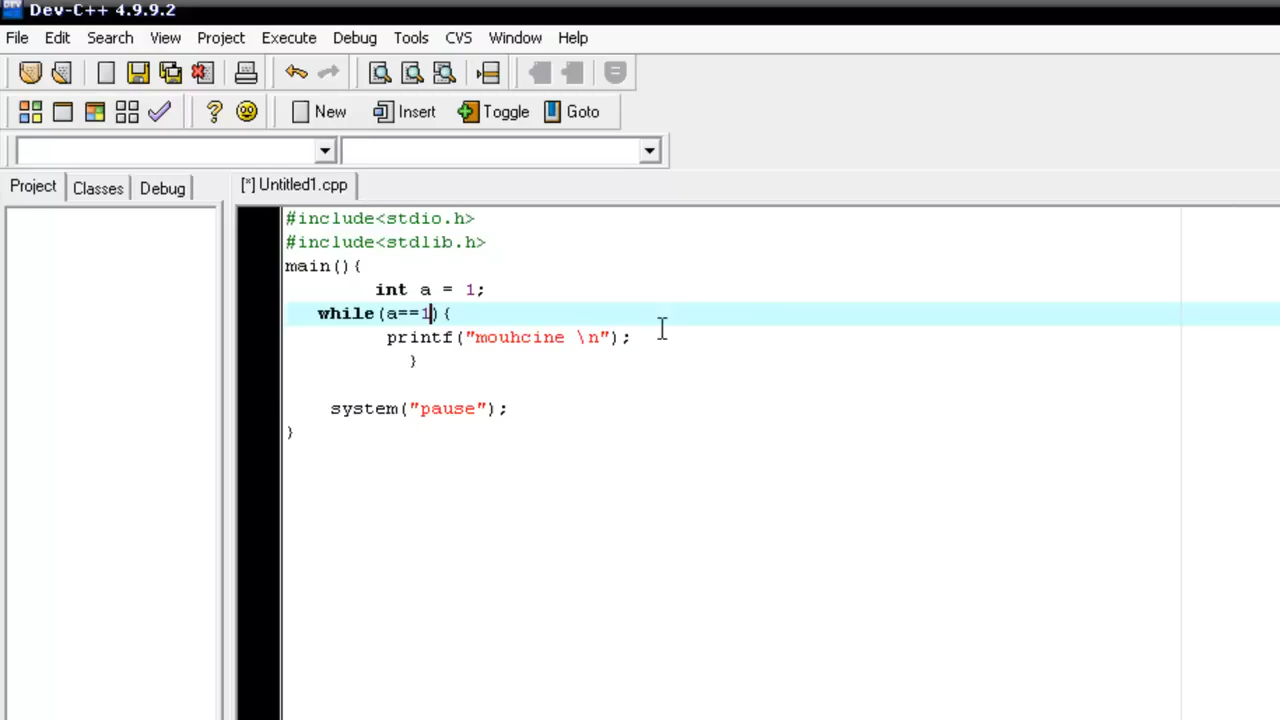 Dev-C++ 4.9.9.2
File Edit Search View Project Execute Debug Tools CVS Window Help
New Insert Toggle Goto
Project Classes Debug [*] Untitled1.cpp
#include<stdio.h>
#include<stdlib.h>
main(){
int a = 1;
while(a==1){
printf("mouhcine \n");
}
system("pause");
}